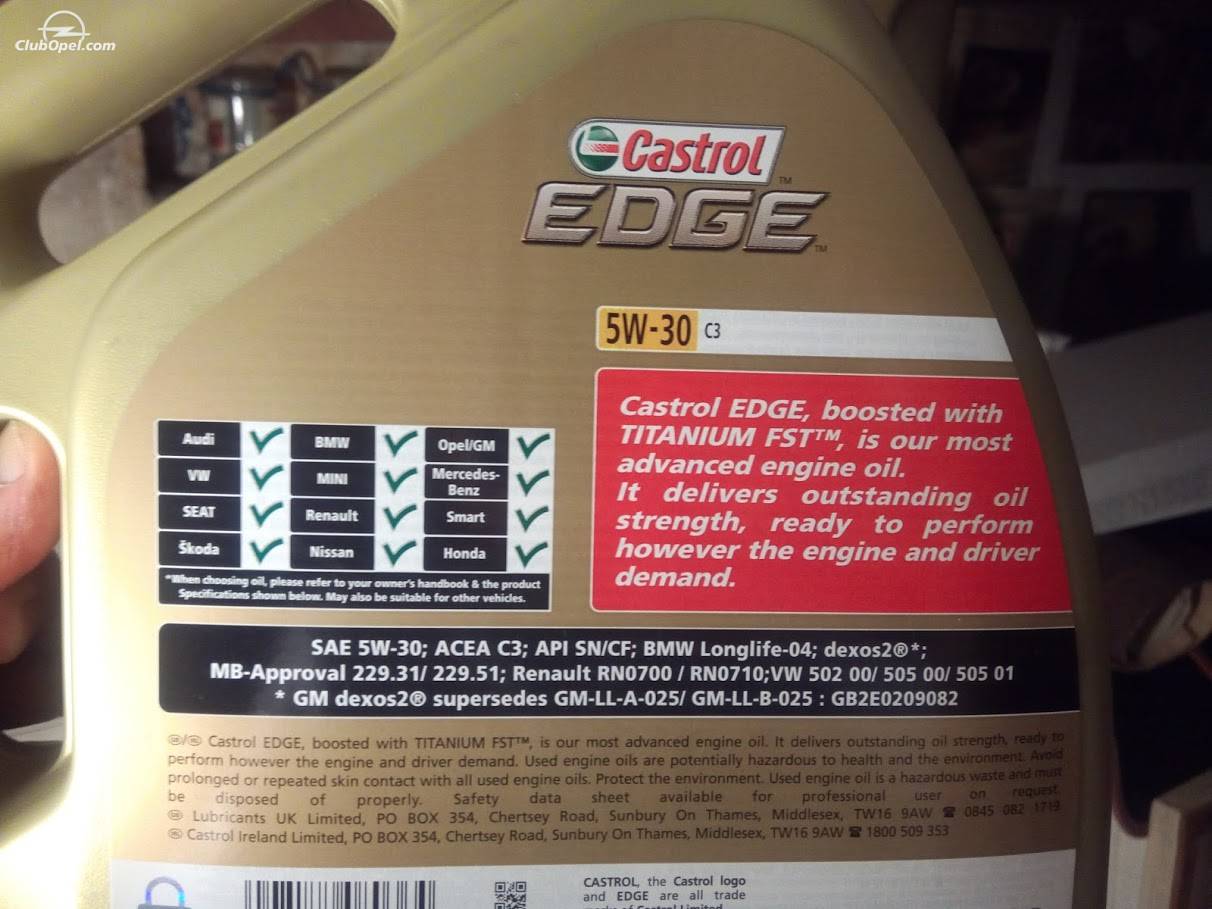 ClubOpel.com
Castrol™
EDGE™
5W-30 C3
Castrol EDGE, boosted with
TITANIUM FST™, is our most
advanced engine oil.
It delivers outstanding oil
strength, ready to perform
however the engine and driver
demand.
Audi BMW Opel/GM
VW MINI Mercedes-
Benz
SEAT Renault Smart
Škoda Nissan Honda
*When choosing oil, please refer to your owner's handbook & the product
Specifications shown below. May also be suitable for other vehicles.
SAE 5W-30; ACEA C3; API SN/CF; BMW Longlife-04; dexos2®*;
MB-Approval 229.31/ 229.51; Renault RN0700 / RN0710;VW 502 00/ 505 00/ 505 01
* GM dexos2® supersedes GM-LL-A-025/ GM-LL-B-025 : GB2E0209082
Castrol EDGE, boosted with TITANIUM FST™, is our most advanced engine oil. It delivers outstanding oil strength, ready to
perform however the engine and driver demand. Used engine oils are potentially hazardous to health and the environment. Avoid
prolonged or repeated skin contact with all used engine oils. Protect the environment. Used engine oil is a hazardous waste and must
be disposed of properly. Safety data sheet available for professional user on request.
Lubricants UK Limited, PO BOX 354, Chertsey Road, Sunbury On Thames, Middlesex, TW16 9AW ☎ 0845 082 1719
Castrol Ireland Limited, PO BOX 354, Chertsey Road, Sunbury On Thames, Middlesex, TW16 9AW ☎ 1800 509 353
CASTROL, the Castrol logo
and EDGE are all trade
marks of Castrol Limited